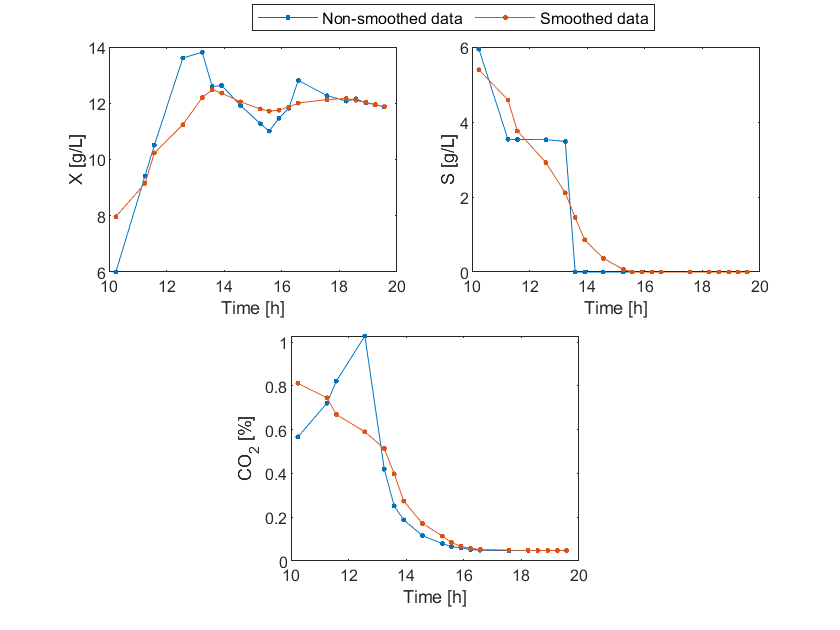 Non-smoothed data Smoothed data
14
12
10
8
6
X [g/L]
10 12 14 16 18 20
Time [h]
6
4
2
0
S [g/L]
10 12 14 16 18 20
Time [h]
1
0.8
0.6
0.4
0.2
0
CO2 [%]
10 12 14 16 18 20
Time [h]